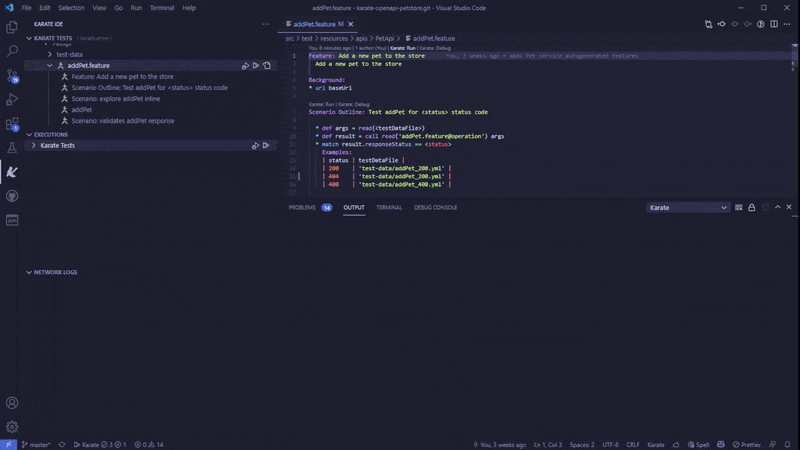 File Edit Selection View Go Run Terminal Help
addPet.feature - karate-openapi-petstore.git - Visual Studio Code
KARATE IDE
KARATE TESTS
test-data
addPet.feature
Feature: Add a new pet to the store
Scenario Outline: Test addPet for <status> status code
Scenario: explore addPet inline
addPet
Scenario: validates addPet response
EXECUTIONS
Karate Tests
NETWORK LOGS
addPet.feature M
src > test > resources > apis > PetApi > addPet.feature
You, 8 minutes ago | 1 author (You) | Karate: Run | Karate: Debug
1 Feature: Add a new pet to the store You, 3 weeks ago • adds Pet service autogenerated features
2 Add a new pet to the store
3
4 Background:
5 * url baseUrl
6
Karate: Run | Karate: Debug
7 Scenario Outline: Test addPet for <status> status code
8
9 * def args = read(<testDataFile>)
10 * def result = call read('addPet.feature@operation') args
11 * match result.responseStatus == <status>
12 Examples:
13 | status | testDataFile |
14 | 200 | 'test-data/addPet_200.yml' |
15 | 404 | 'test-data/addPet_200.yml' |
16 | 400 | 'test-data/addPet_400.yml' |
17
PROBLEMS 14 OUTPUT TERMINAL DEBUG CONSOLE
Karate
master* Karate 3 1 0 14
You, 3 weeks ago Ln 1, Col 3 Spaces: 2 UTF-8 CRLF Karate Spell Prettier